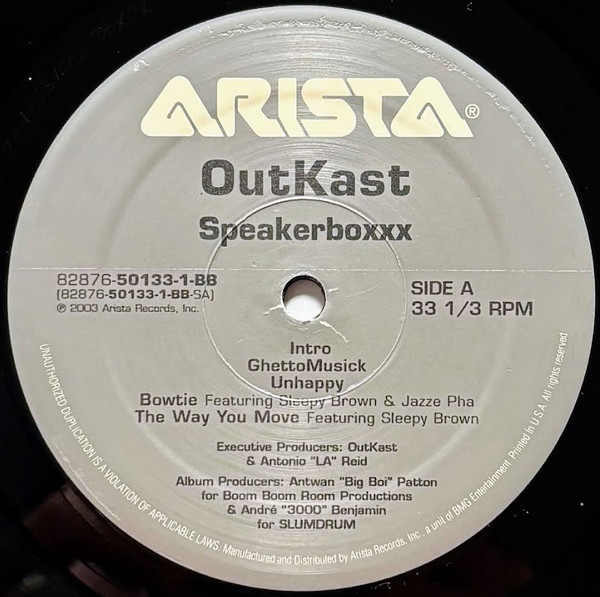 ARISTA®
OutKast
Speakerboxxx
82876-50133-1-BB
(82876-50133-1-BB-SA)
℗ 2003 Arista Records, Inc.
SIDE A
33 1/3 RPM
Intro
GhettoMusick
Unhappy
Bowtie Featuring Sleepy Brown & Jazze Pha
The Way You Move Featuring Sleepy Brown
Executive Producers: OutKast
& Antonio "LA" Reid
Album Producers: Antwan "Big Boi" Patton
for Boom Boom Room Productions
& André "3000" Benjamin
for SLUMDRUM
UNAUTHORIZED DUPLICATION IS A VIOLATION OF APPLICABLE LAWS. Manufactured and Distributed by Arista Records, Inc., a unit of BMG Entertainment. Printed in U.S.A. All rights reserved